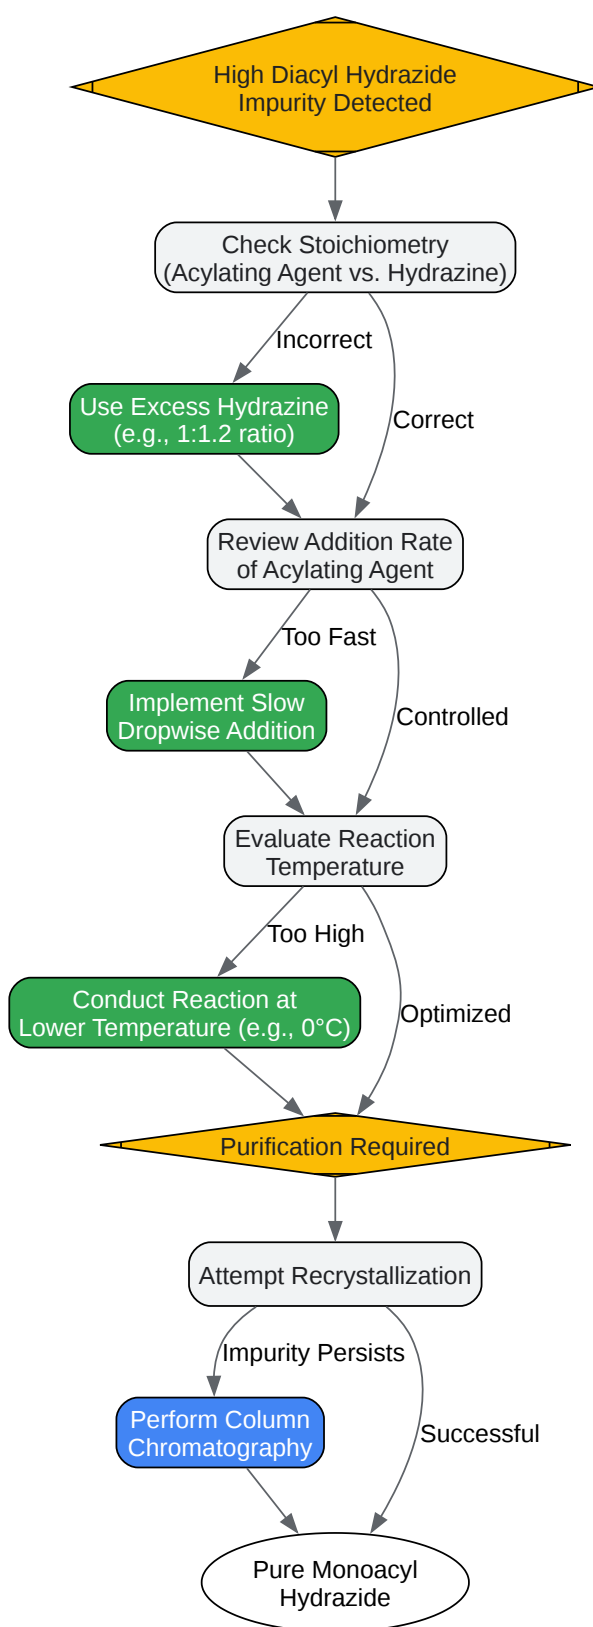 High Diacyl Hydrazide
Impurity Detected
Check Stoichiometry
(Acylating Agent vs. Hydrazine)
Incorrect
Use Excess Hydrazine
(e.g., 1:1.2 ratio)
Correct
Review Addition Rate
of Acylating Agent
Too Fast
Implement Slow
Dropwise Addition
Controlled
Evaluate Reaction
Temperature
Too High
Conduct Reaction at
Lower Temperature (e.g., 0°C)
Optimized
Purification Required
Attempt Recrystallization
Impurity Persists
Perform Column
Chromatography
Successful
Pure Monoacyl
Hydrazide